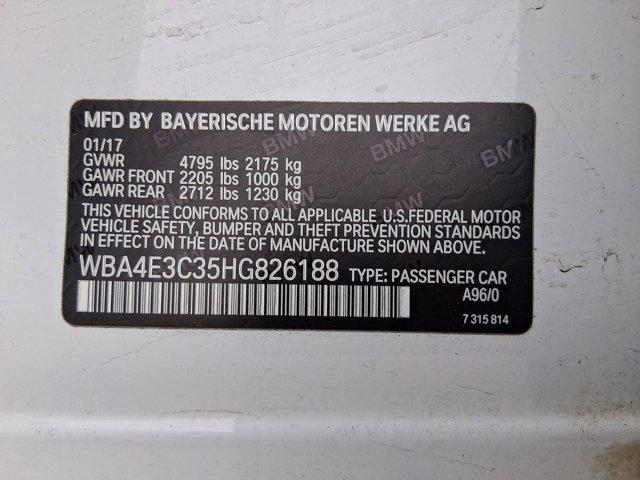 MFD BY BAYERISCHE MOTOREN WERKE AG
01/17
GVWR 4795 lbs 2175 kg
GAWR FRONT 2205 lbs 1000 kg
GAWR REAR 2712 lbs 1230 kg
THIS VEHICLE CONFORMS TO ALL APPLICABLE U.S.FEDERAL MOTOR
VEHICLE SAFETY, BUMPER AND THEFT PREVENTION STANDARDS
IN EFFECT ON THE DATE OF MANUFACTURE SHOWN ABOVE.
WBA4E3C35HG826188 TYPE: PASSENGER CAR
A96/0
7 315 814